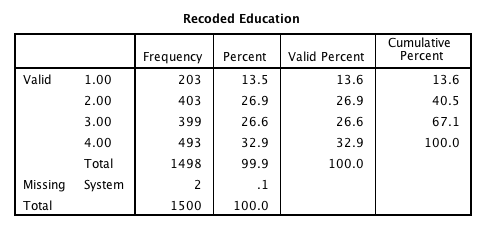 Recoded Education
Frequency Percent Valid Percent Cumulative Percent
Valid 1.00 203 13.5 13.6 13.6
2.00 403 26.9 26.9 40.5
3.00 399 26.6 26.6 67.1
4.00 493 32.9 32.9 100.0
Total 1498 99.9 100.0
Missing System 2 .1
Total 1500 100.0